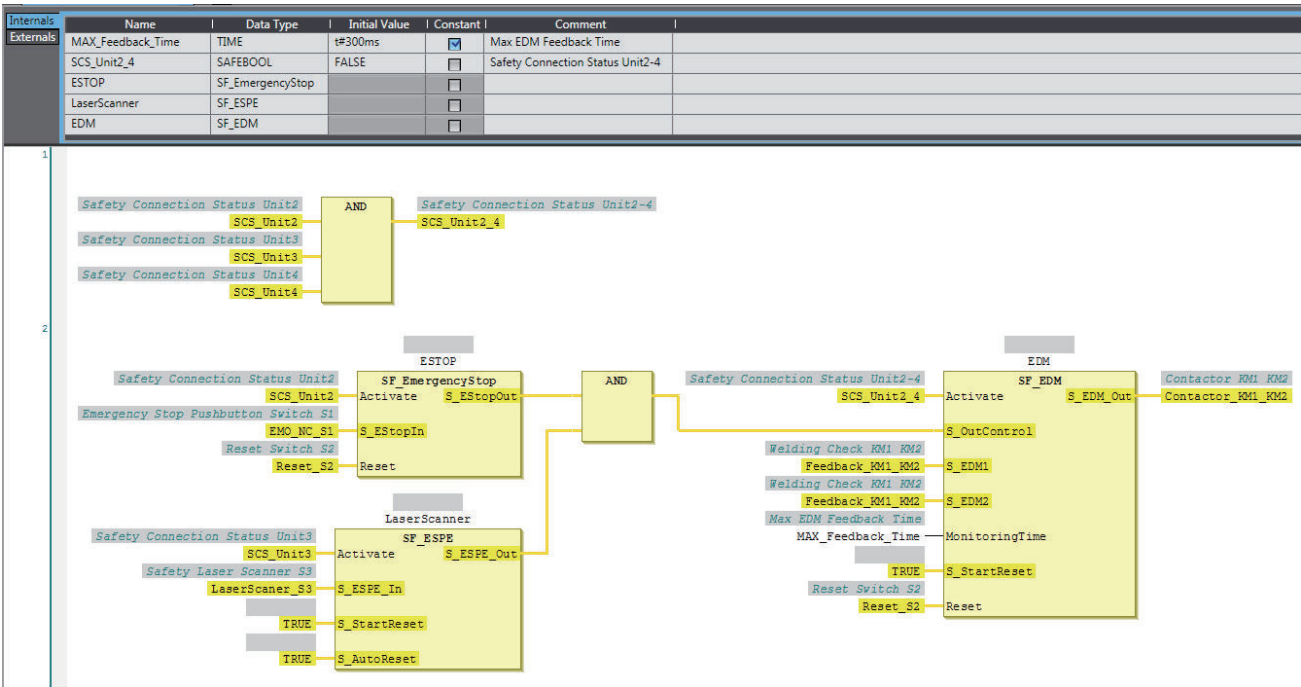 Internals
Externals
Name Data Type Initial Value Constant Comment
MAX_Feedback_Time TIME t#300ms Max EDM Feedback Time
SCS_Unit2_4 SAFEBOOL FALSE Safety Connection Status Unit2-4
ESTOP SF_EmergencyStop
LaserScanner SF_ESPE
EDM SF_EDM
1
Safety Connection Status Unit2 AND Safety Connection Status Unit2-4
SCS_Unit2 SCS_Unit2_4
Safety Connection Status Unit3
SCS_Unit3
Safety Connection Status Unit4
SCS_Unit4
2
ESTOP EDM
Safety Connection Status Unit2 SF_EmergencyStop AND Safety Connection Status Unit2-4 SF_EDM Contactor KM1 KM2
SCS_Unit2 Activate S_EStopOut SCS_Unit2_4 Activate S_EDM_Out Contactor_KM1_KM2
Emergency Stop Pushbutton Switch S1
EMO_NC_S1 S_EStopIn S_OutControl
Reset Switch S2 Welding Check KM1 KM2
Reset_S2 Reset Feedback_KM1_KM2 S_EDM1
Welding Check KM1 KM2
Feedback_KM1_KM2 S_EDM2
LaserScanner Max EDM Feedback Time
Safety Connection Status Unit3 SF_ESPE MAX_Feedback_Time MonitoringTime
SCS_Unit3 Activate S_ESPE_Out
Safety Laser Scanner S3 TRUE S_StartReset
LaserScaner_S3 S_ESPE_In Reset Switch S2
Reset_S2 Reset
TRUE S_StartReset
TRUE S_AutoReset